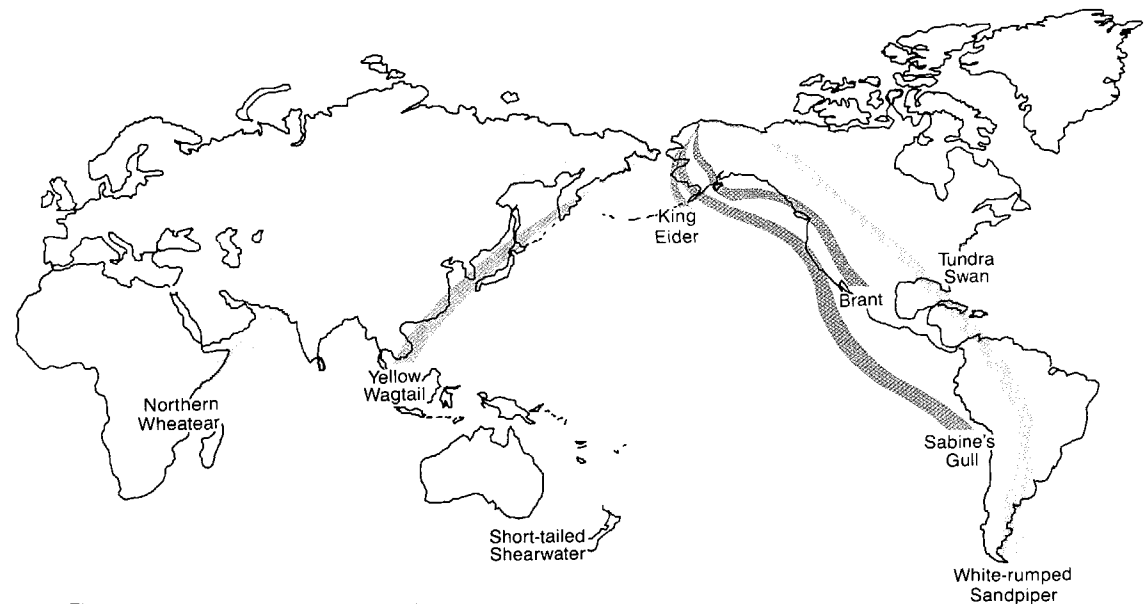 King
Eider
Tundra
Swan
Brant
Yellow
Wagtail
Northern
Wheatear
Sabine's
Gull
Short-tailed
Shearwater
White-rumped
Sandpiper